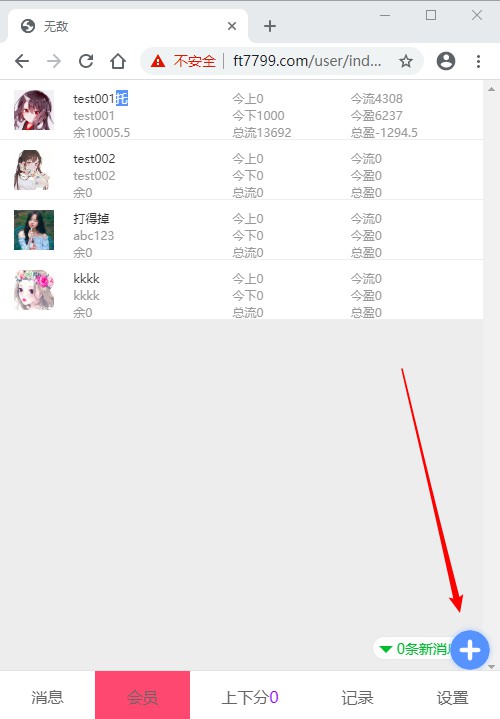 无敌
不安全 ft7799.com/user/ind...
test001托 今上0 今流4308
test001 今下1000 今盈6237
余10005.5 总流13692 总盈-1294.5
test002 今上0 今流0
test002 今下0 今盈0
余0 总流0 总盈0
打得掉 今上0 今流0
abc123 今下0 今盈0
余0 总流0 总盈0
kkkk 今上0 今流0
kkkk 今下0 今盈0
余0 总流0 总盈0
0条新消息
消息 会员 上下分0 记录 设置